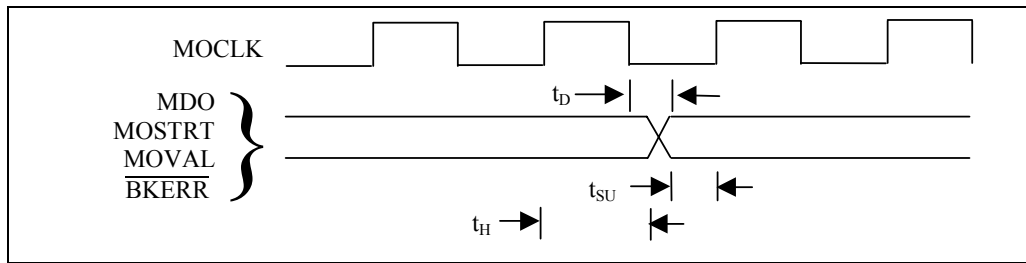 MOCLK
MDO
MOSTRT
MOVAL
BKERR
tD
tSU
tH